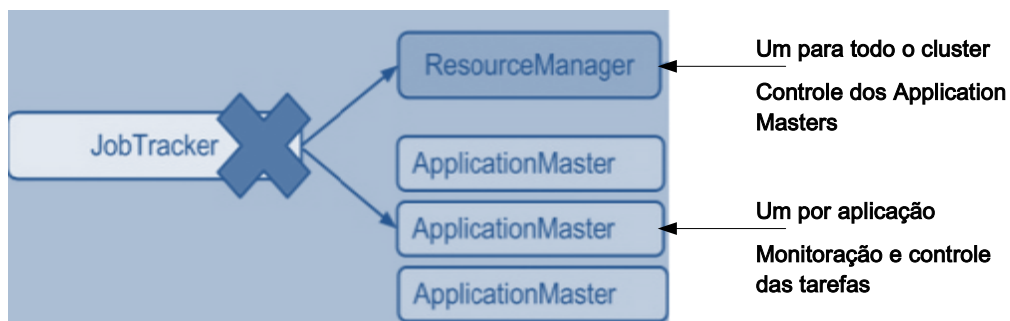 JobTracker
ResourceManager
ApplicationMaster
ApplicationMaster
ApplicationMaster
Um para todo o cluster
Controle dos Application
Masters
Um por aplicação
Monitoração e controle
das tarefas